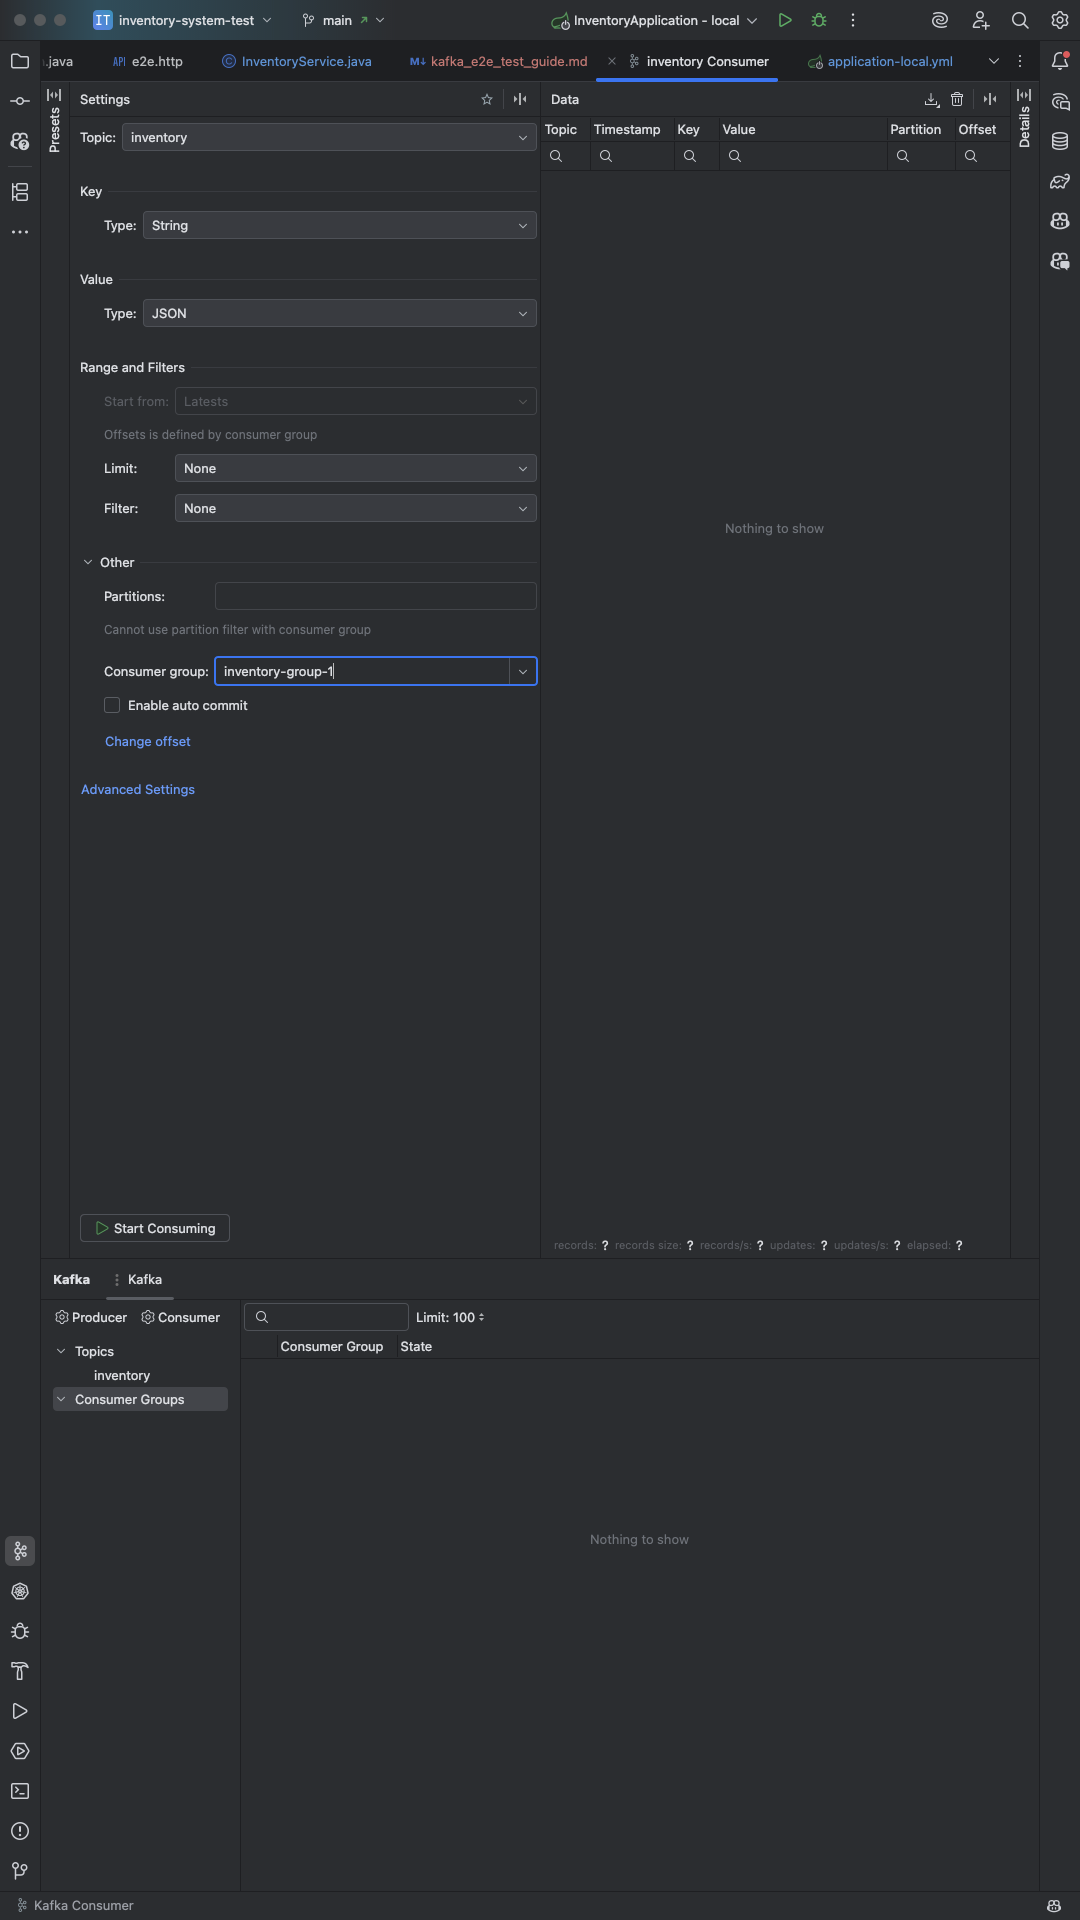 IT inventory-system-test main InventoryApplication - local
.java API e2e.http C InventoryService.java M↓ kafka_e2e_test_guide.md inventory Consumer application-local.yml
Presets
Settings
Topic: inventory
Key
Type: String
Value
Type: JSON
Range and Filters
Start from: Latests
Offsets is defined by consumer group
Limit: None
Filter: None
Other
Partitions:
Cannot use partition filter with consumer group
Consumer group: inventory-group-1
Enable auto commit
Change offset
Advanced Settings
Start Consuming
Data
Topic Timestamp Key Value Partition Offset
Nothing to show
records: ? records size: ? records/s: ? updates: ? updates/s: ? elapsed: ?
Details
Kafka Kafka
Producer Consumer
Topics
inventory
Consumer Groups
Limit: 100
Consumer Group State
Nothing to show
Kafka Consumer